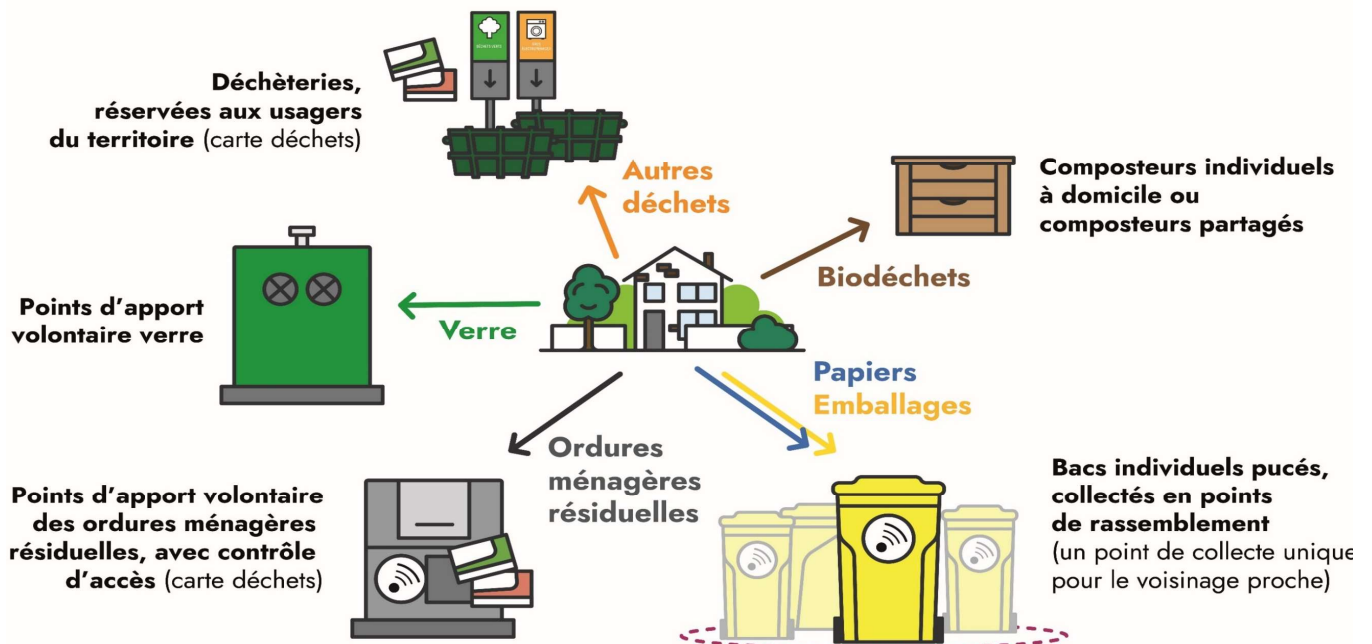 DÉCHETS VERTS
Déchèteries,
réservées aux usagers
du territoire (carte déchets)
Autres
déchets
Composteurs individuels
à domicile ou
composteurs partagés
Biodéchets
Points d’apport
volontaire verre
Verre
Papiers
Emballages
Ordures
ménagères
résiduelles
Points d’apport volontaire
des ordures ménagères
résiduelles, avec contrôle
d’accès (carte déchets)
Bacs individuels pucés,
collectés en points
de rassemblement
(un point de collecte unique
pour le voisinage proche)